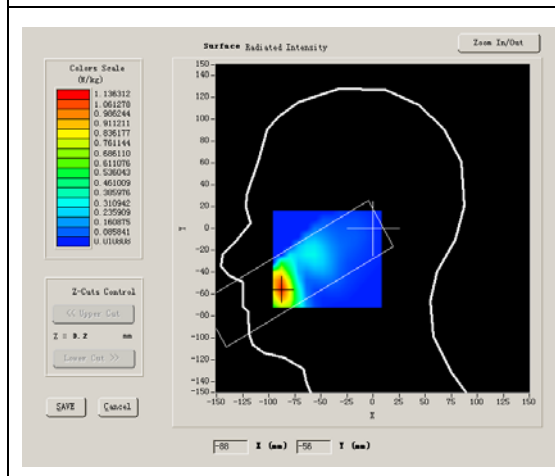 Surface Radiated Intensity
Zoom In/Out
Colors Scale
(W/kg)
1.136312
1.061278
0.986244
0.911211
0.836177
0.761144
0.686110
0.611076
0.536043
0.461009
0.385976
0.310942
0.235909
0.160875
0.085841
0.010808
150
140
120
100
80
60
40
20
0
-20
-40
-60
-80
-100
-120
-140
-150
Y
-150 -125 -100 -75 -50 -25 0 25 50 75 100 125 150
X
Z-Cuts Control
<< Upper Cut
Z = 0.2 mm
Lower Cut >>
SAVE Cancel
-88 X (mm) -56 Y (mm)